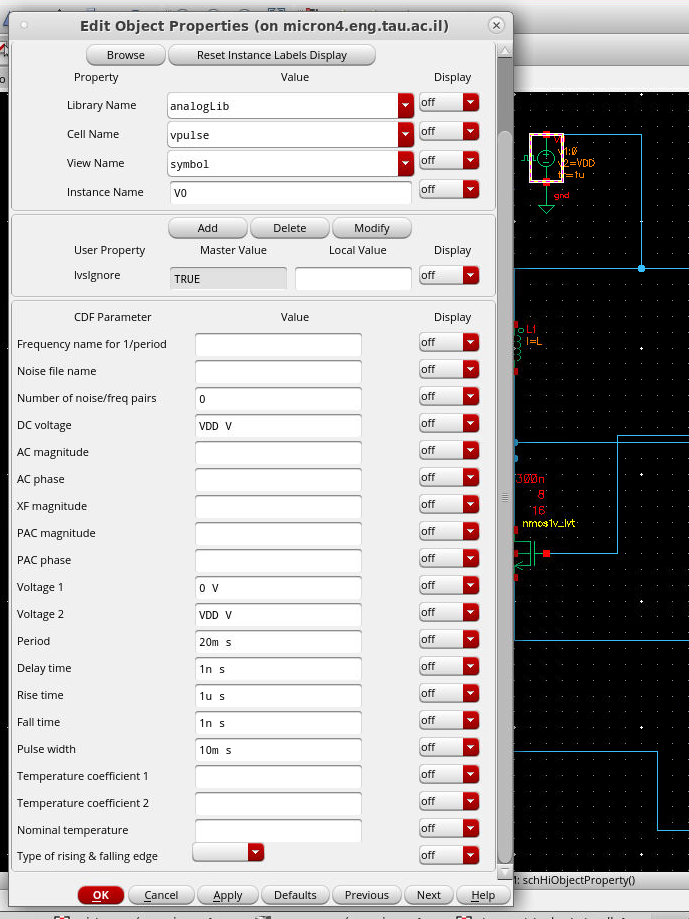 Edit Object Properties (on micron4.eng.tau.ac.il)
Browse Reset Instance Labels Display
Property Value Display
Library Name analogLib off
Cell Name vpulse off
View Name symbol off
Instance Name V0 off
Add Delete Modify
User Property Master Value Local Value Display
lvsIgnore TRUE off
CDF Parameter Value Display
Frequency name for 1/period off
Noise file name off
Number of noise/freq pairs 0 off
DC voltage VDD V off
AC magnitude off
AC phase off
XF magnitude off
PAC magnitude off
PAC phase off
Voltage 1 0 V off
Voltage 2 VDD V off
Period 20m s off
Delay time 1n s off
Rise time 1u s off
Fall time 1n s off
Pulse width 10m s off
Temperature coefficient 1 off
Temperature coefficient 2 off
Nominal temperature off
Type of rising & falling edge off
OK Cancel Apply Defaults Previous Next Help
v1:0
v2=VDD
tr=1u
gnd
L1
l=L
300n
8
16
nmos1v_lvt
schHiObjectProperty()